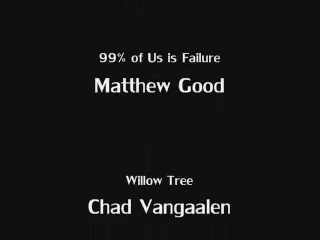 99% of Us is Failure
Matthew Good
Willow Tree
Chad Vangaalen